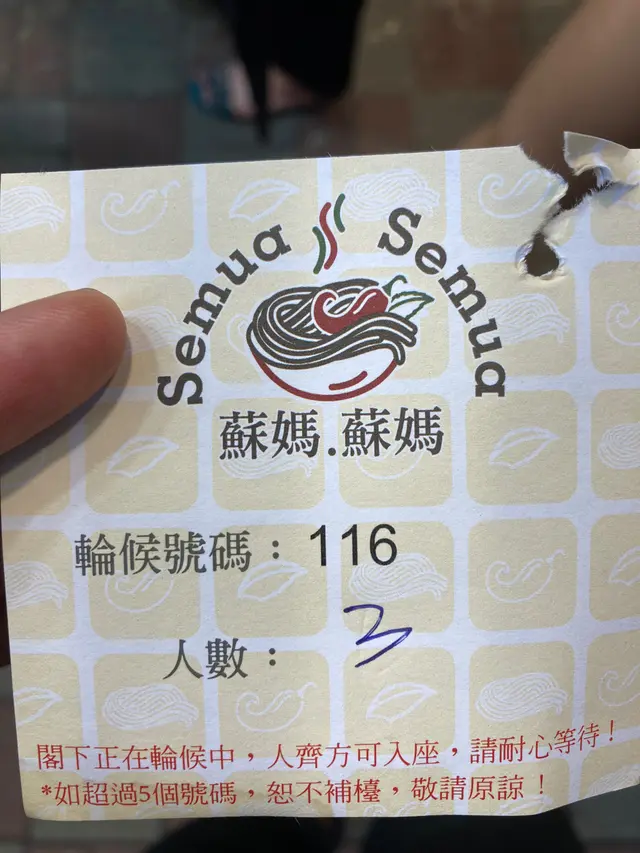 Semua Semua
蘇媽.蘇媽
輪候號碼：116
人數：3
閣下正在輪候中，人齊方可入座，請耐心等待！
*如超過5個號碼，恕不補檯，敬請原諒！